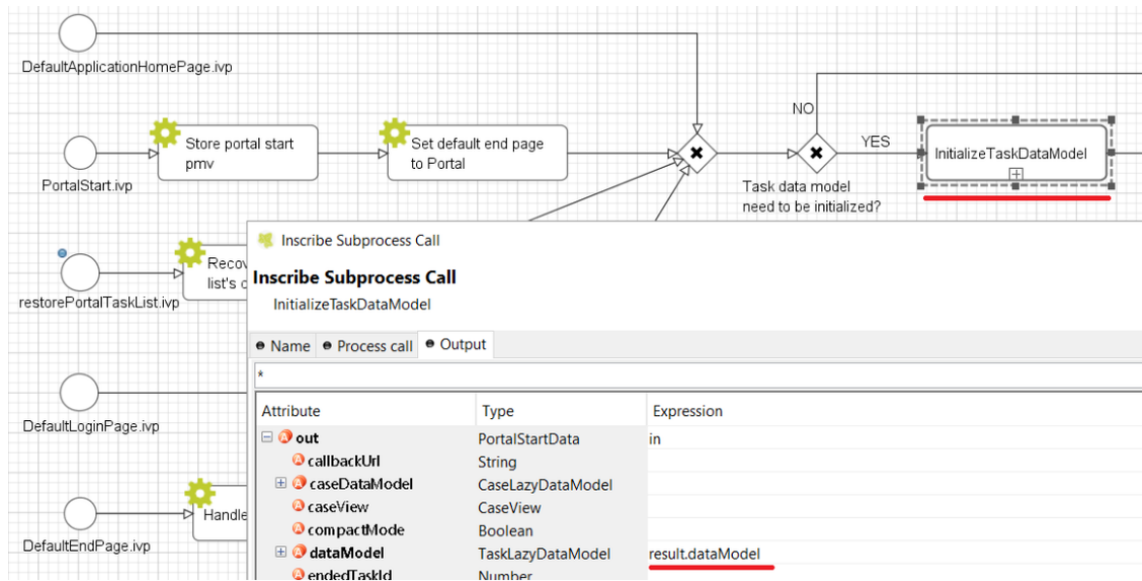 DefaultApplicationHomePage.ivp
NO
Store portal start
pmv
Set default end page
to Portal
YES
InitializeTaskDataModel
PortalStart.ivp
Task data model
need to be initialized?
Inscribe Subprocess Call
Recov
list's c
Inscribe Subprocess Call
restorePortalTaskList.ivp
InitializeTaskDataModel
Name
Process call
Output
*
Attribute Type Expression
DefaultLoginPage.ivp
out PortalStartData in
callbackUrl String
caseDataModel CaseLazyDataModel
caseView CaseView
Handle
compactMode Boolean
DefaultEndPage.ivp
dataModel TaskLazyDataModel result.dataModel
endedTaskId Number